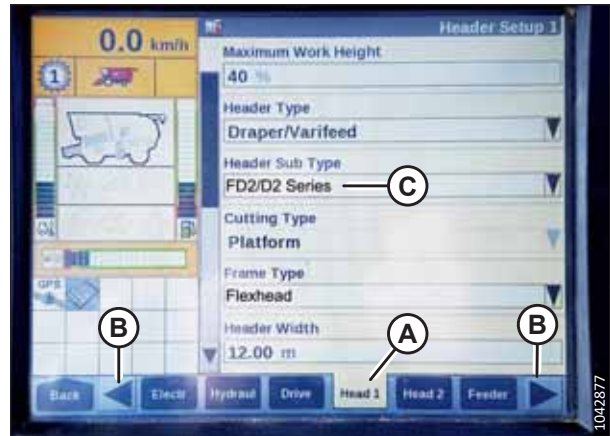 0.0 km/h
Header Setup 1
1
Maximum Work Height
40 %
Header Type
Draper/Varifeed
Header Sub Type
FD2/D2 Series
C
Cutting Type
Platform
Frame Type
Flexhead
GPS
Header Width
12.00 m
B
A
B
Back
Electr
Hydraul
Drive
Head 1
Head 2
Feeder
1042877